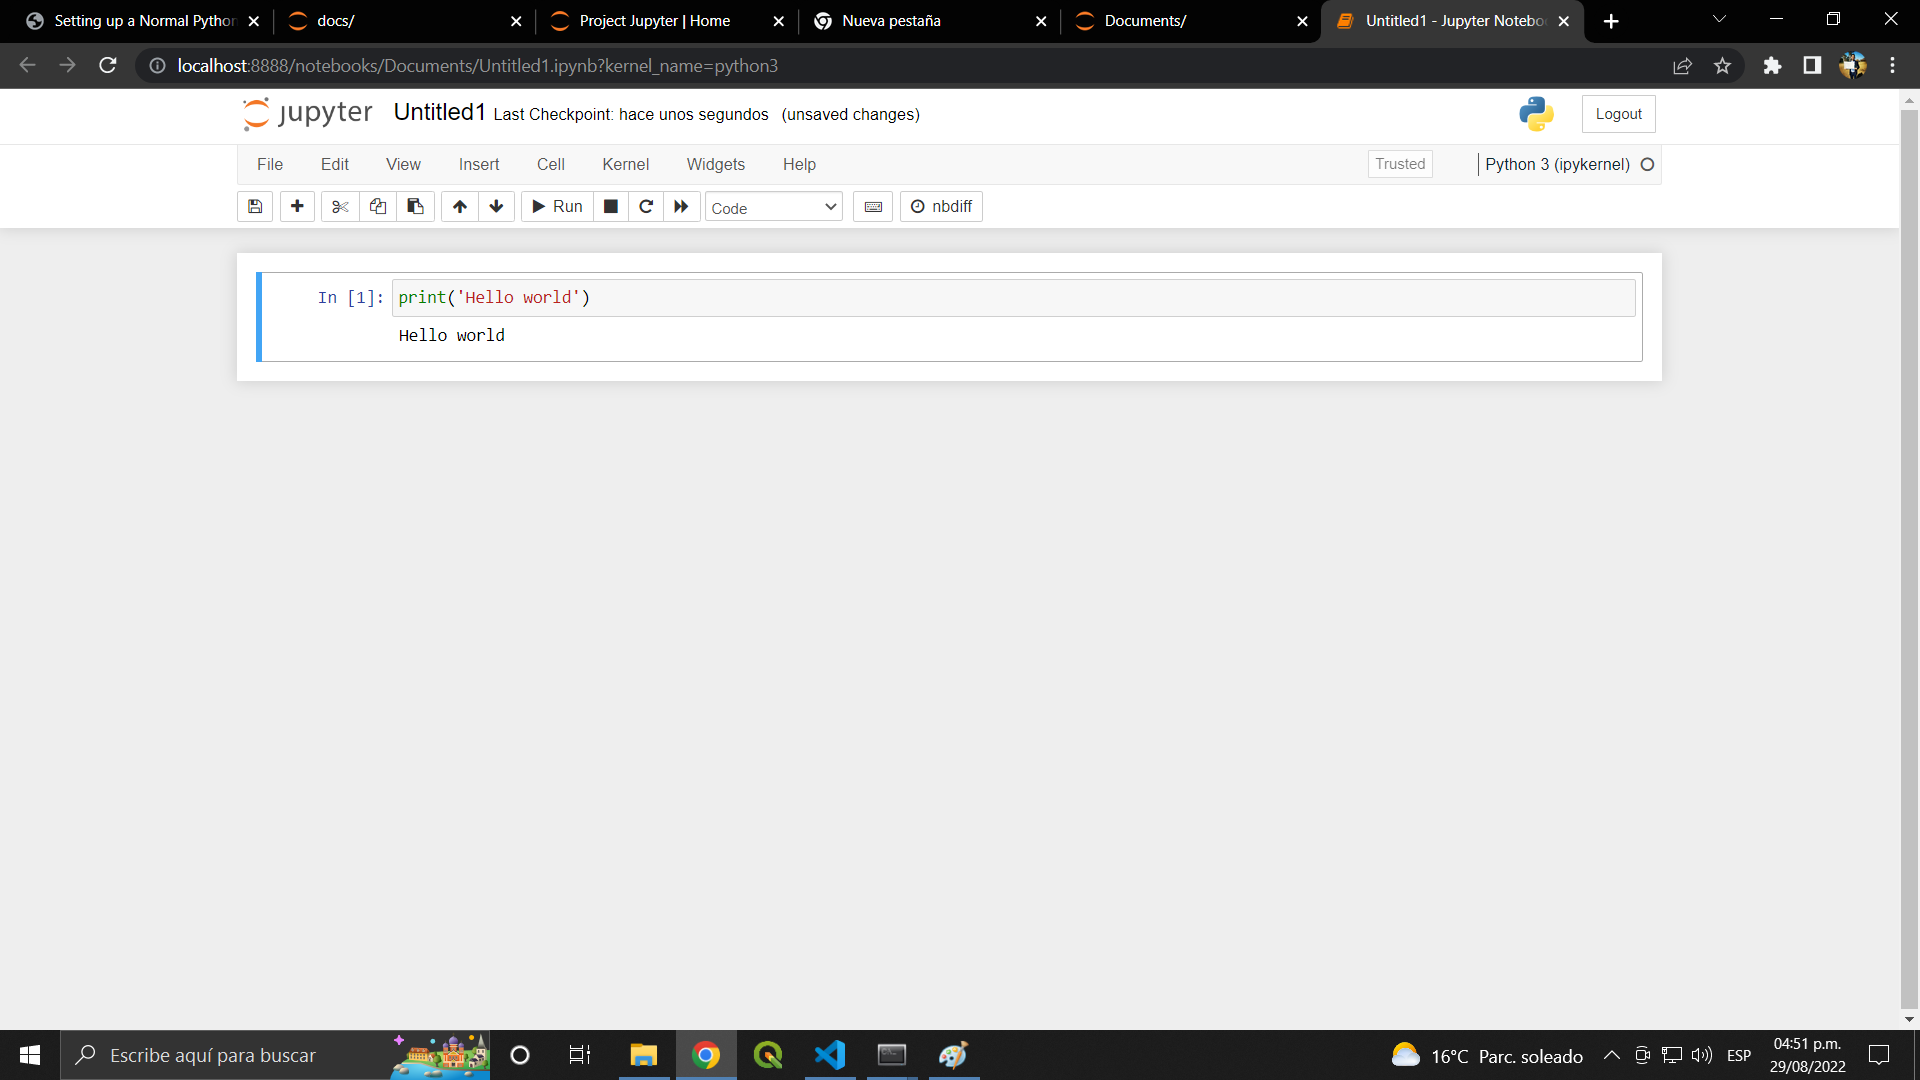 Setting up a Normal Python
docs/
Project Jupyter | Home
Nueva pestaña
Documents/
Untitled1 - Jupyter Notebo
localhost:8888/notebooks/Documents/Untitled1.ipynb?kernel_name=python3
jupyter Untitled1 Last Checkpoint: hace unos segundos (unsaved changes)
Logout
File Edit View Insert Cell Kernel Widgets Help
Trusted
Python 3 (ipykernel)
Run
Code
nbdiff
In [1]: print('Hello world')
Hello world
Escribe aquí para buscar
16°C Parc. soleado
ESP
04:51 p.m.
29/08/2022